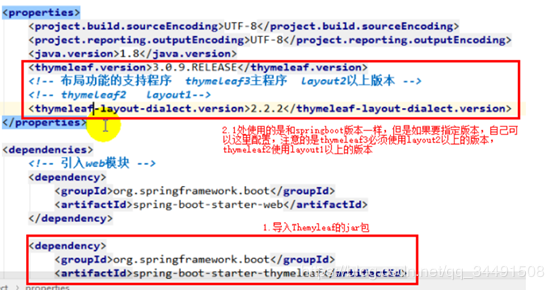 <properties>
<project.build.sourceEncoding>UTF-8</project.build.sourceEncoding>
<project.reporting.outputEncoding>UTF-8</project.reporting.outputEncoding>
<java.version>1.8</java.version>
<thymeleaf.version>3.0.9.RELEASE</thymeleaf.version>
<!-- 布局功能的支持程序 thymeleaf3主程序 layout2以上版本 -->
<!-- thymeleaf2 layout1-->
<thymeleaf-layout-dialect.version>2.2.2</thymeleaf-layout-dialect.version>
</properties>
2.1处使用的是和springboot版本一样，但是如果要指定版本，自己可
以这里配置，注意的是thymeleaf3必须使用layout2以上的版本，
thymeleaf2使用layout1以上的版本
<dependencies>
<!-- 引入web模块 -->
<dependency>
<groupId>org.springframework.boot</groupId>
<artifactId>spring-boot-starter-web</artifactId>
</dependency>
1.导入Themyleaf的jar包
<dependency>
<groupId>org.springframework.boot</groupId>
<artifactId>spring-boot-starter-thymeleaf</artifactId>
properties